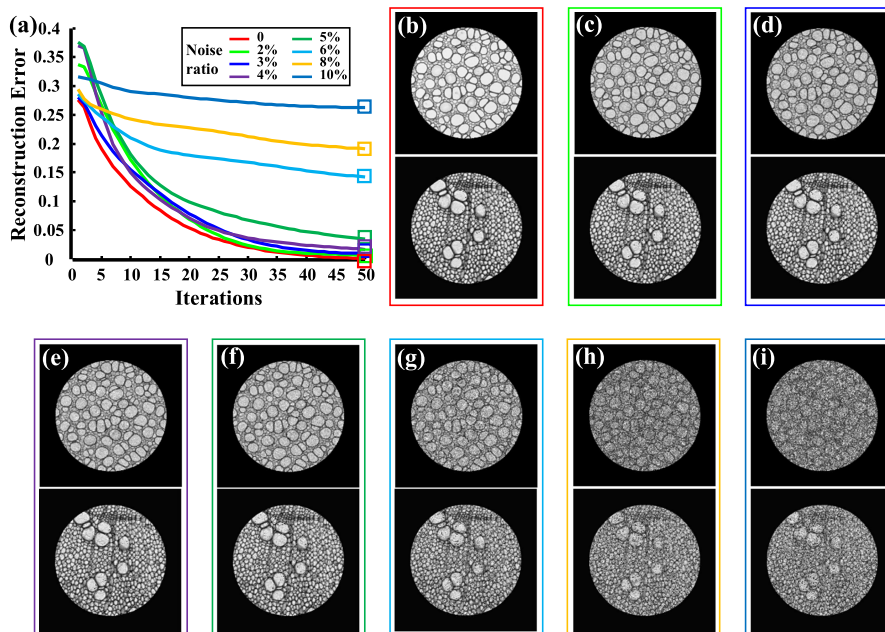 (a)
Reconstruction Error
0.4
0.35
0.3
0.25
0.2
0.15
0.1
0.05
0
0 5 10 15 20 25 30 35 40 45 50
Iterations
Noise ratio
0
2%
3%
4%
5%
6%
8%
10%
(b)
(c)
(d)
(e)
(f)
(g)
(h)
(i)